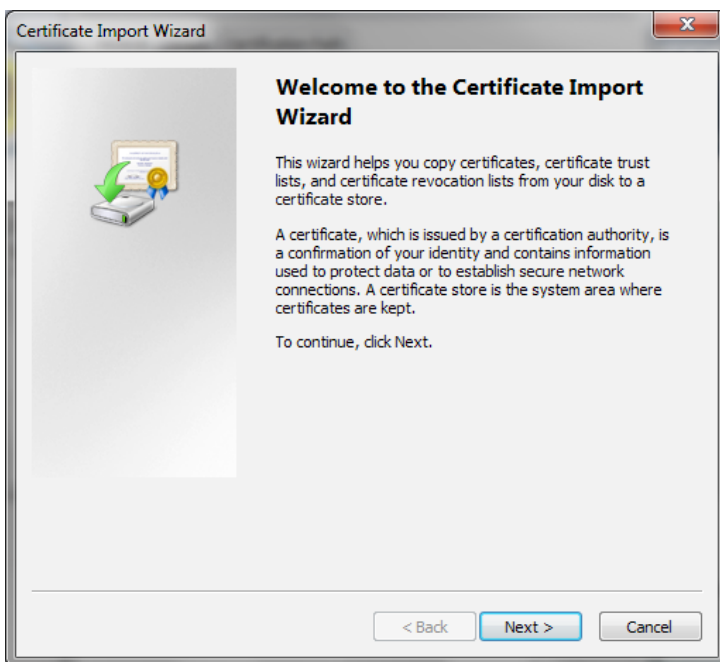 Certificate Import Wizard
Welcome to the Certificate Import
Wizard
This wizard helps you copy certificates, certificate trust
lists, and certificate revocation lists from your disk to a
certificate store.
A certificate, which is issued by a certification authority, is
a confirmation of your identity and contains information
used to protect data or to establish secure network
connections. A certificate store is the system area where
certificates are kept.
To continue, click Next.
< Back Next > Cancel